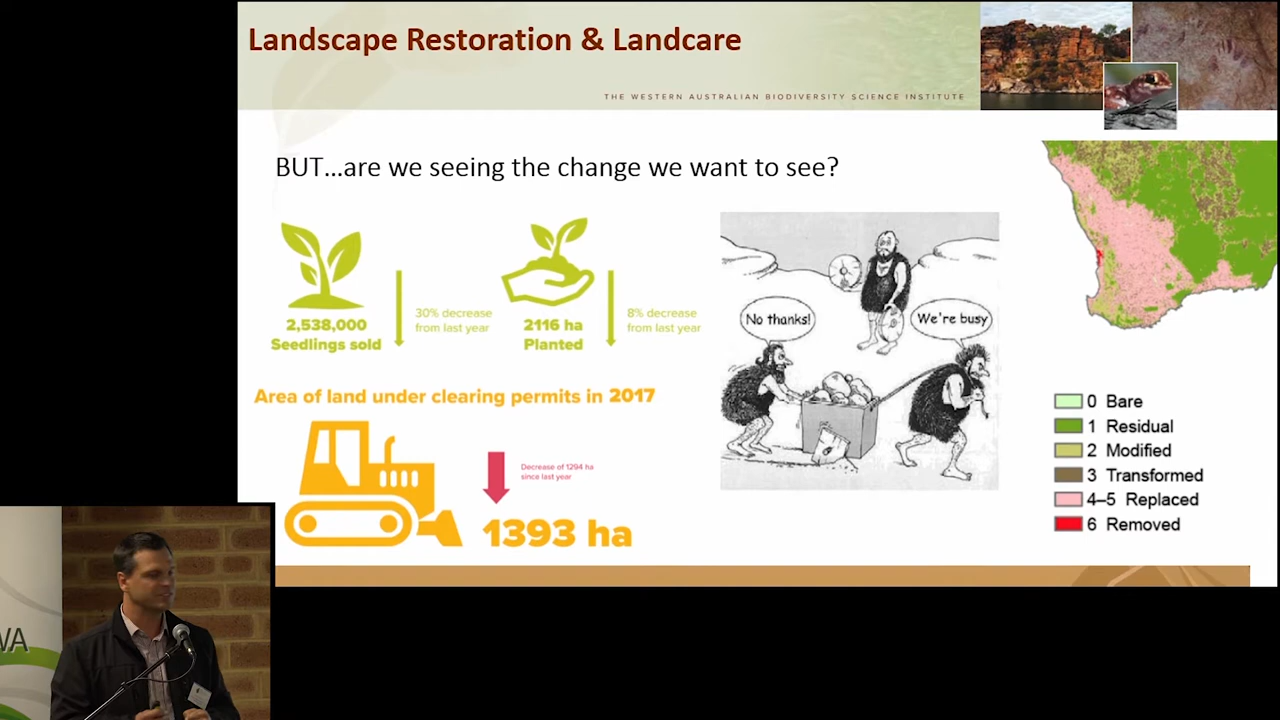 Landscape Restoration & Landcare
THE WESTERN AUSTRALIAN BIODIVERSITY SCIENCE INSTITUTE
BUT...are we seeing the change we want to see?
2,538,000
Seedlings sold
30% decrease
from last year
2116 ha
Planted
8% decrease
from last year
Area of land under clearing permits in 2017
Decrease of 1294 ha
since last year
1393 ha
No thanks!
We're busy
0 Bare
1 Residual
2 Modified
3 Transformed
4–5 Replaced
6 Removed
WA